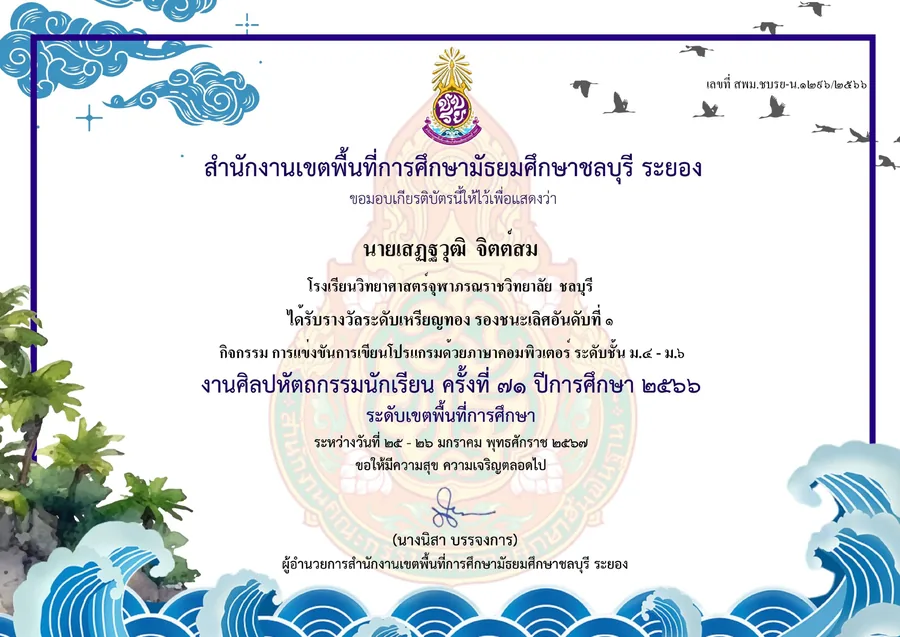 เลขที่ สพม.ชบรย-น.๑๒๙๖/๒๕๖๖
สำนักงานเขตพื้นที่การศึกษามัธยมศึกษาชลบุรี ระยอง
ขอมอบเกียรติบัตรนี้ให้ไว้เพื่อแสดงว่า
นายเสฏฐวุฒิ จิตต์สม
โรงเรียนวิทยาศาสตร์จุฬาภรณราชวิทยาลัย ชลบุรี
ได้รับรางวัลระดับเหรียญทอง รองชนะเลิศอันดับที่ ๑
กิจกรรม การแข่งขันการเขียนโปรแกรมด้วยภาษาคอมพิวเตอร์ ระดับชั้น ม.๔ - ม.๖
งานศิลปหัตถกรรมนักเรียน ครั้งที่ ๗๑ ปีการศึกษา ๒๕๖๖
ระดับเขตพื้นที่การศึกษา
ระหว่างวันที่ ๒๕ - ๒๖ มกราคม พุทธศักราช ๒๕๖๗
ขอให้มีความสุข ความเจริญตลอดไป
(นางนิสา บรรจงการ)
ผู้อำนวยการสำนักงานเขตพื้นที่การศึกษามัธยมศึกษาชลบุรี ระยอง